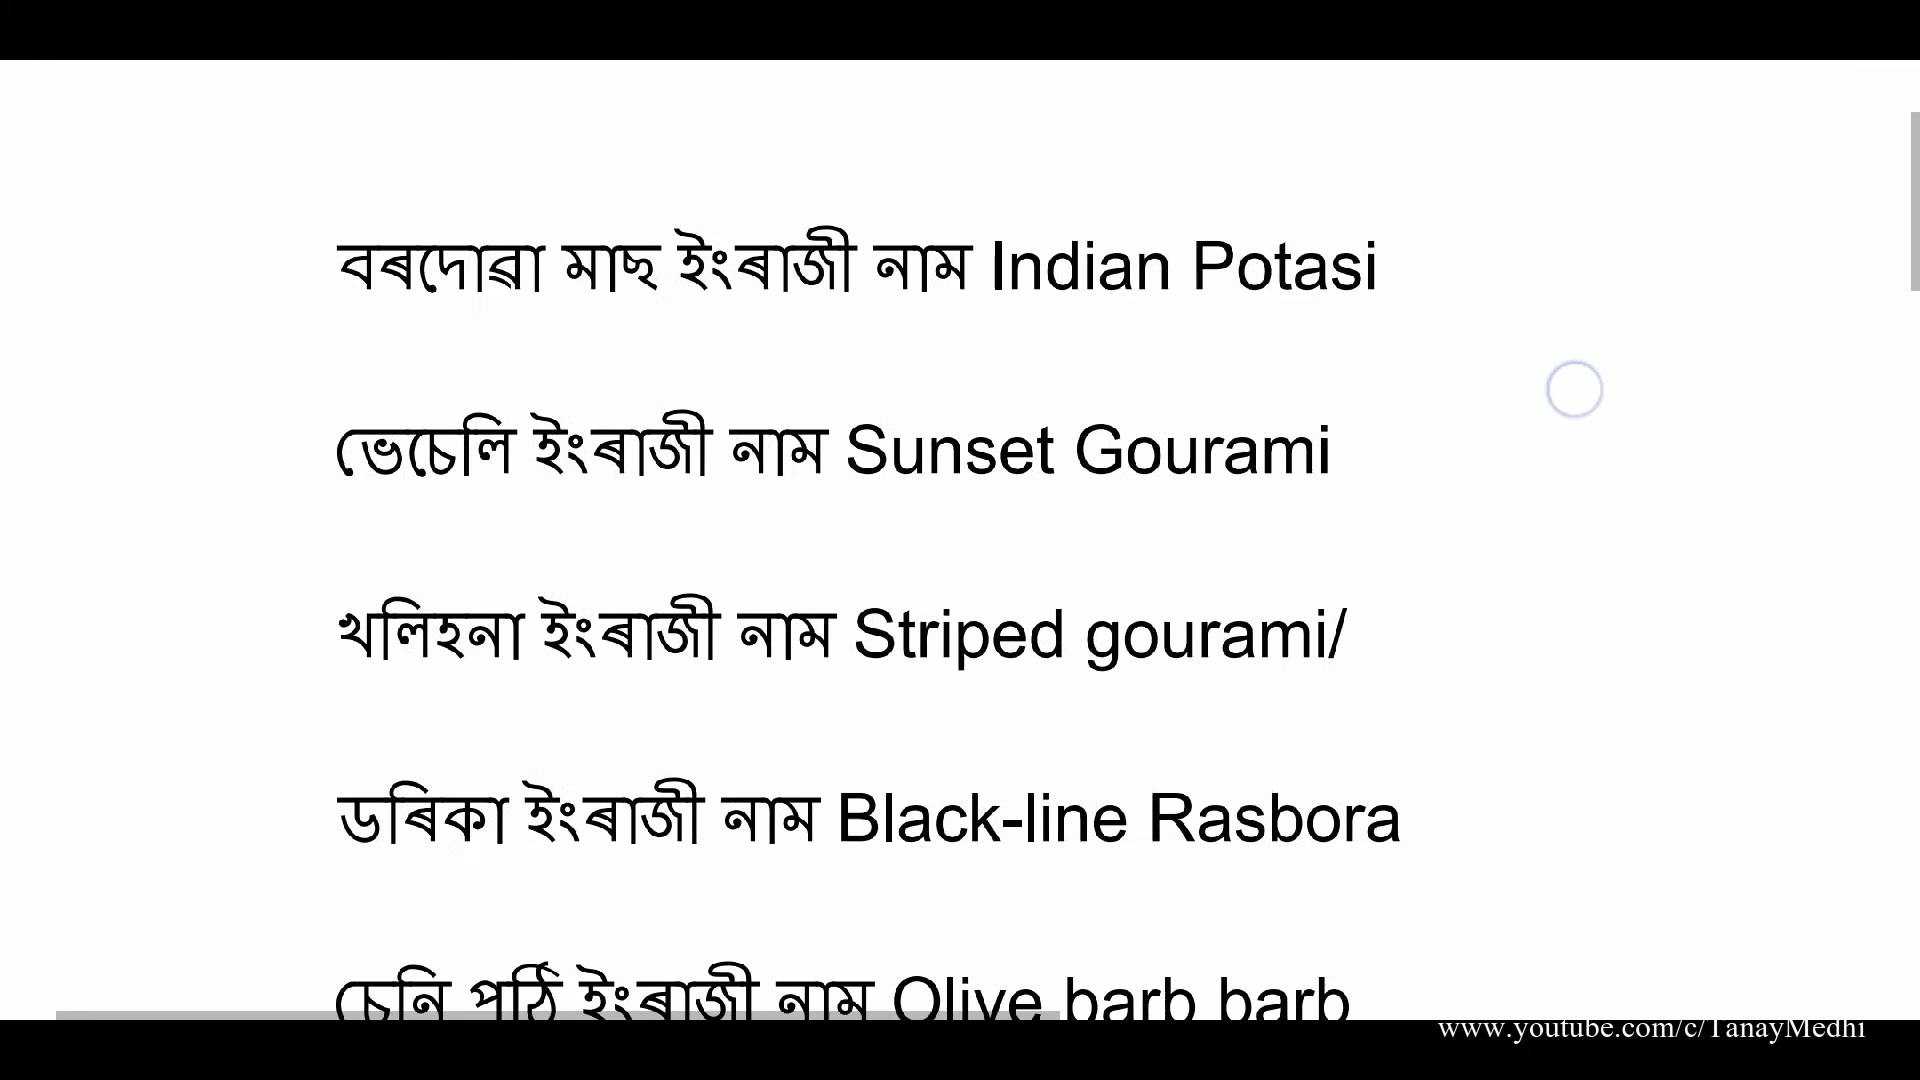 বৰদোৱা মাছ ইংৰাজী নাম Indian Potasi
ভেচেলি ইংৰাজী নাম Sunset Gourami
খলিহনা ইংৰাজী নাম Striped gourami/
ডৰিকা ইংৰাজী নাম Black-line Rasbora
চেনি পঠি ইংৰাজী নাম Olive barb barb
www.youtube.com/c/TanayMedhi